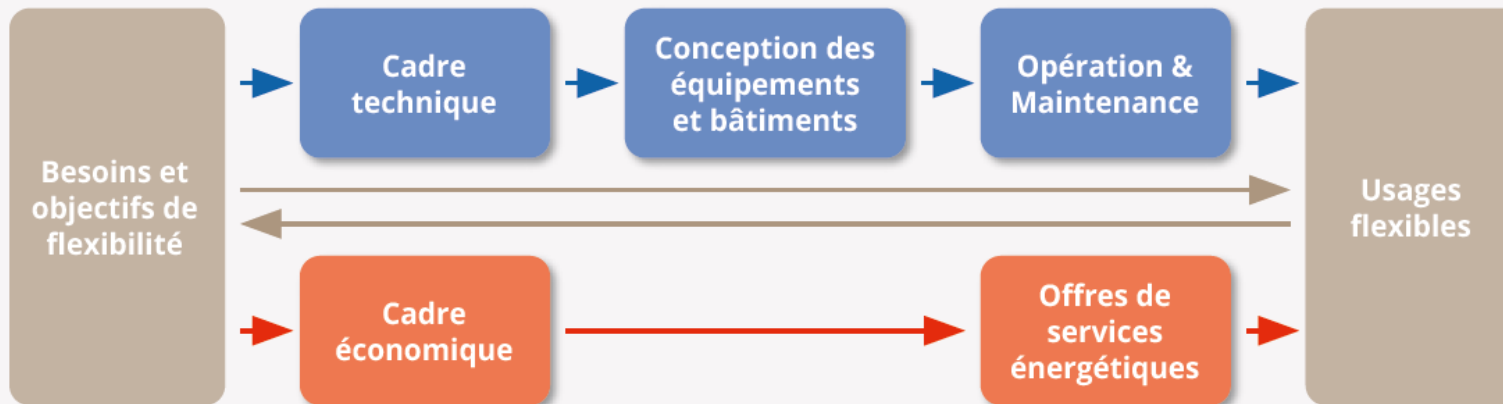 Besoins et
objectifs de
flexibilité
Cadre
technique
Conception des
équipements
et bâtiments
Opération &
Maintenance
Cadre
économique
Offres de
services
énergétiques
Usages
flexibles